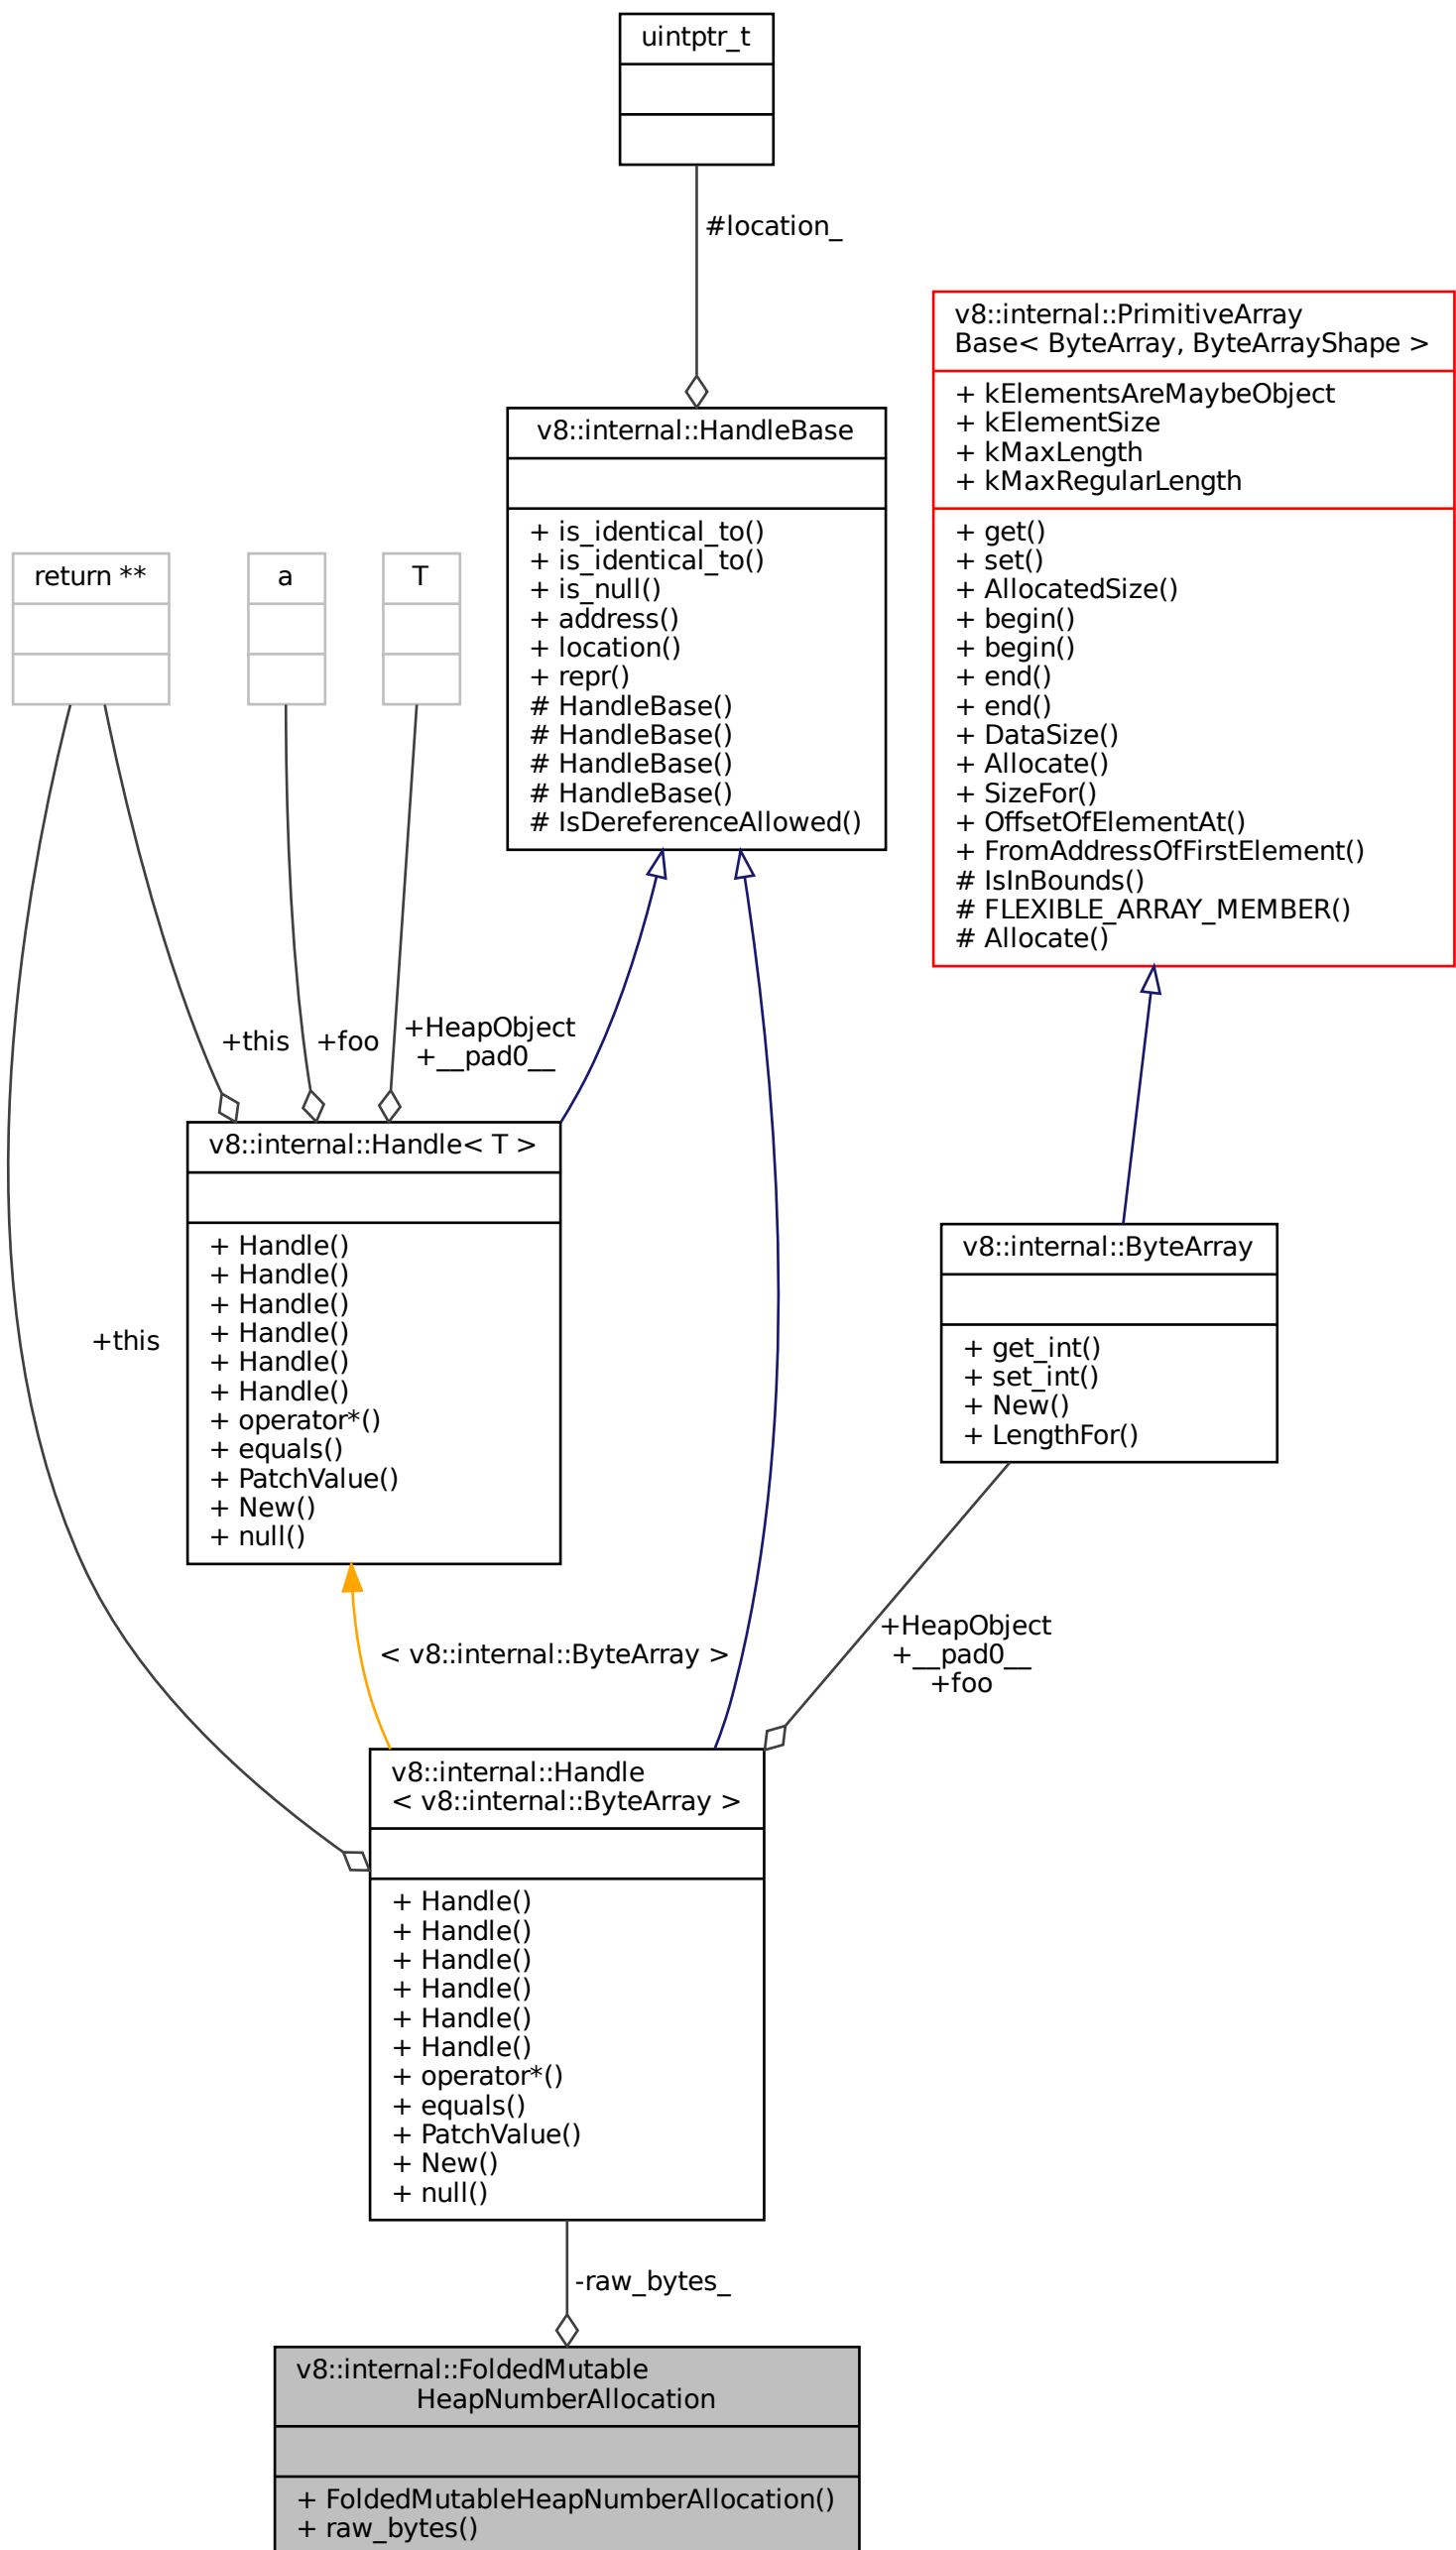 uintptr_t
#location_
v8::internal::PrimitiveArray
Base< ByteArray, ByteArrayShape >
+ kElementsAreMaybeObject
+ kElementSize
+ kMaxLength
+ kMaxRegularLength
+ get()
+ set()
+ AllocatedSize()
+ begin()
+ begin()
+ end()
+ end()
+ DataSize()
+ Allocate()
+ SizeFor()
+ OffsetOfElementAt()
+ FromAddressOfFirstElement()
# IsInBounds()
# FLEXIBLE_ARRAY_MEMBER()
# Allocate()
v8::internal::HandleBase
+ is_identical_to()
+ is_identical_to()
+ is_null()
+ address()
+ location()
+ repr()
# HandleBase()
# HandleBase()
# HandleBase()
# HandleBase()
# IsDereferenceAllowed()
return **
a
T
+this
+foo
+HeapObject
+__pad0__
v8::internal::Handle< T >
+ Handle()
+ Handle()
+ Handle()
+ Handle()
+ Handle()
+ Handle()
+ operator*()
+ equals()
+ PatchValue()
+ New()
+ null()
v8::internal::ByteArray
+ get_int()
+ set_int()
+ New()
+ LengthFor()
+this
< v8::internal::ByteArray >
+HeapObject
+__pad0__
+foo
v8::internal::Handle
< v8::internal::ByteArray >
+ Handle()
+ Handle()
+ Handle()
+ Handle()
+ Handle()
+ Handle()
+ operator*()
+ equals()
+ PatchValue()
+ New()
+ null()
-raw_bytes_
v8::internal::FoldedMutable
HeapNumberAllocation
+ FoldedMutableHeapNumberAllocation()
+ raw_bytes()